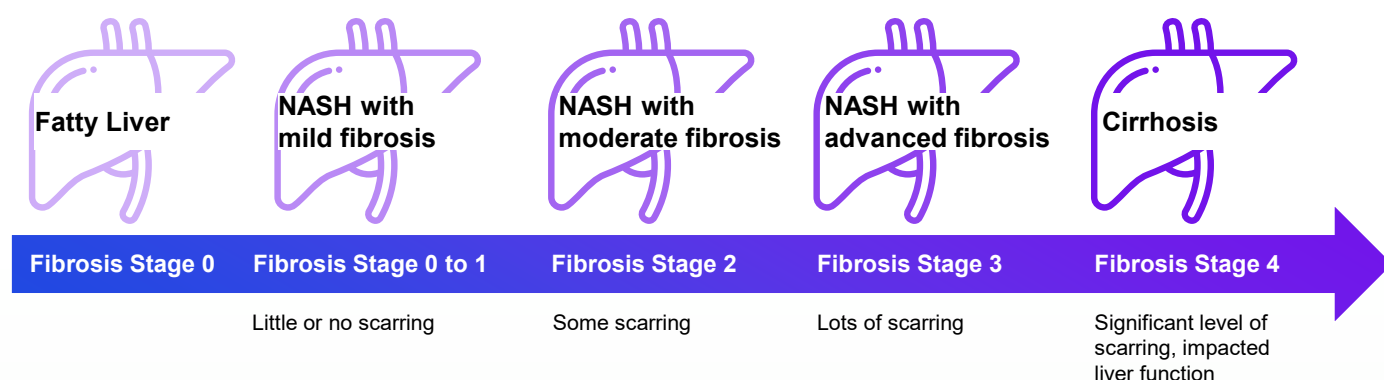 Fatty Liver
NASH with
mild fibrosis
NASH with
moderate fibrosis
NASH with
advanced fibrosis
Cirrhosis
Fibrosis Stage 0
Fibrosis Stage 0 to 1
Fibrosis Stage 2
Fibrosis Stage 3
Fibrosis Stage 4
Little or no scarring
Some scarring
Lots of scarring
Significant level of
scarring, impacted
liver function